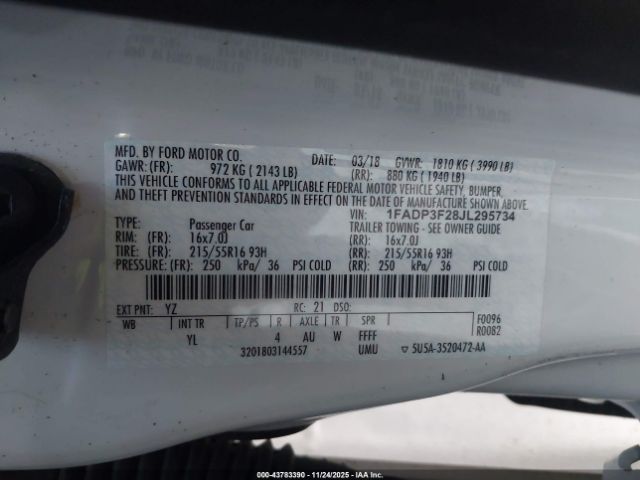 MFD. BY FORD MOTOR CO. DATE: 03/18 GVWR: 1810 KG ( 3990 LB)
GAWR: (FR): 972 KG ( 2143 LB) (RR): 880 KG ( 1940 LB)
THIS VEHICLE CONFORMS TO ALL APPLICABLE FEDERAL MOTOR VEHICLE SAFETY, BUMPER,
AND THEFT PREVENTION STANDARDS IN EFFECT ON THE DATE OF MANUFACTURE SHOWN ABOVE.
VIN: 1FADP3F28JL295734
TYPE: Passenger Car TRAILER TOWING - SEE OWNER GUIDE
RIM: (FR): 16x7.0J (RR): 16x7.0J
TIRE: (FR): 215/55R16 93H (RR): 215/55R16 93H
PRESSURE: (FR): 250 kPa/ 36 PSI COLD (RR): 250 kPa/ 36 PSI COLD
EXT PNT: YZ RC: 21 DSO: F0096
WB INT TR TP/PS R AXLE TR SPR R0082
YL 4 AU W FFFF
3201803144557 UMU ▽ 5U5A-3520472-AA
000-43783390 11/24/2025 IAA, Inc.